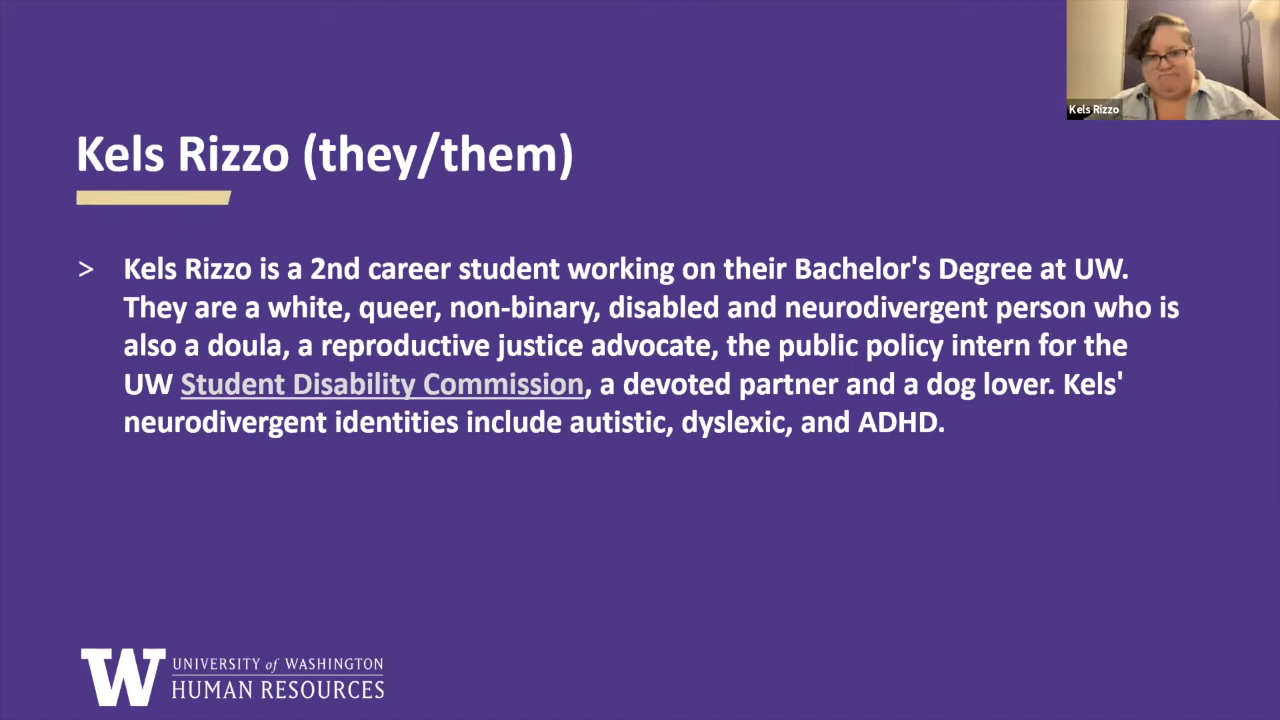 Kels Rizzo
Kels Rizzo (they/them)
> Kels Rizzo is a 2nd career student working on their Bachelor's Degree at UW.
They are a white, queer, non-binary, disabled and neurodivergent person who is
also a doula, a reproductive justice advocate, the public policy intern for the
UW Student Disability Commission, a devoted partner and a dog lover. Kels'
neurodivergent identities include autistic, dyslexic, and ADHD.
W
UNIVERSITY of WASHINGTON
HUMAN RESOURCES